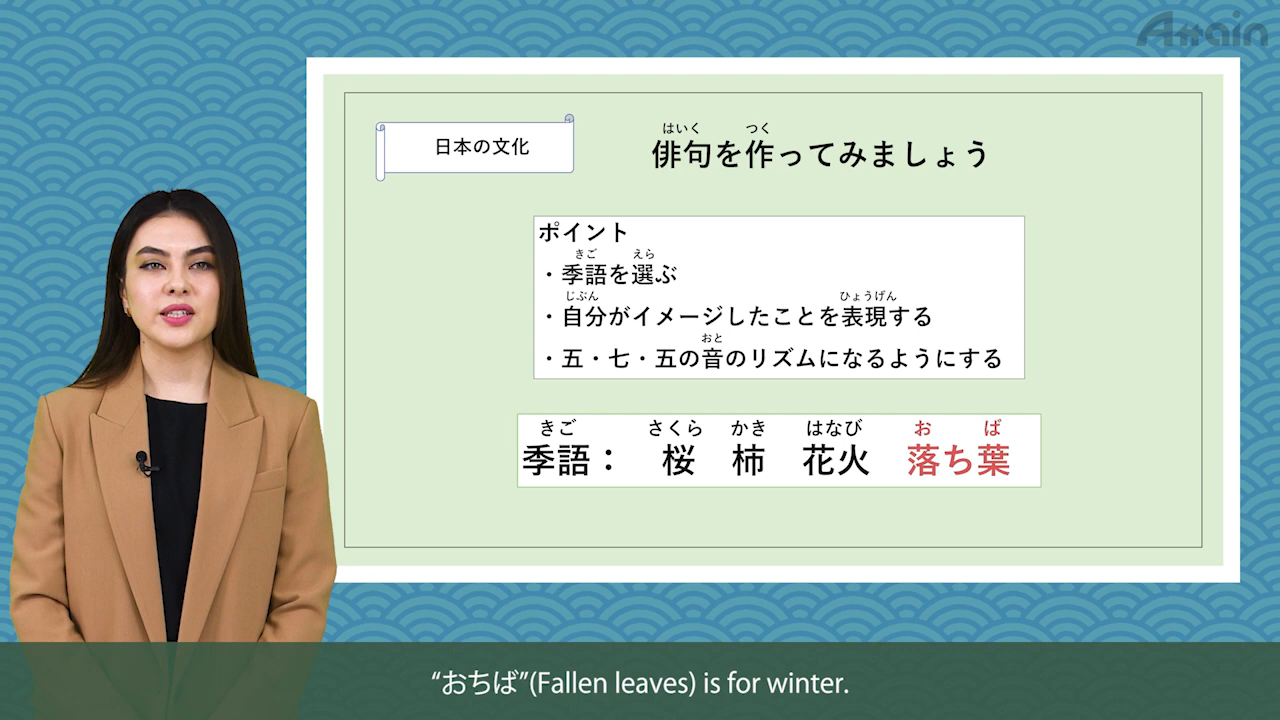 Attain
日本の文化
はいく つく
俳句を作ってみましょう
ポイント
きご えら
・季語を選ぶ
じぶん ひょうげん
・自分がイメージしたことを表現する
おと
・五・七・五の音のリズムになるようにする
きご さくら かき はなび お ば
季語： 桜 柿 花火 落ち葉
“おちば”(Fallen leaves) is for winter.